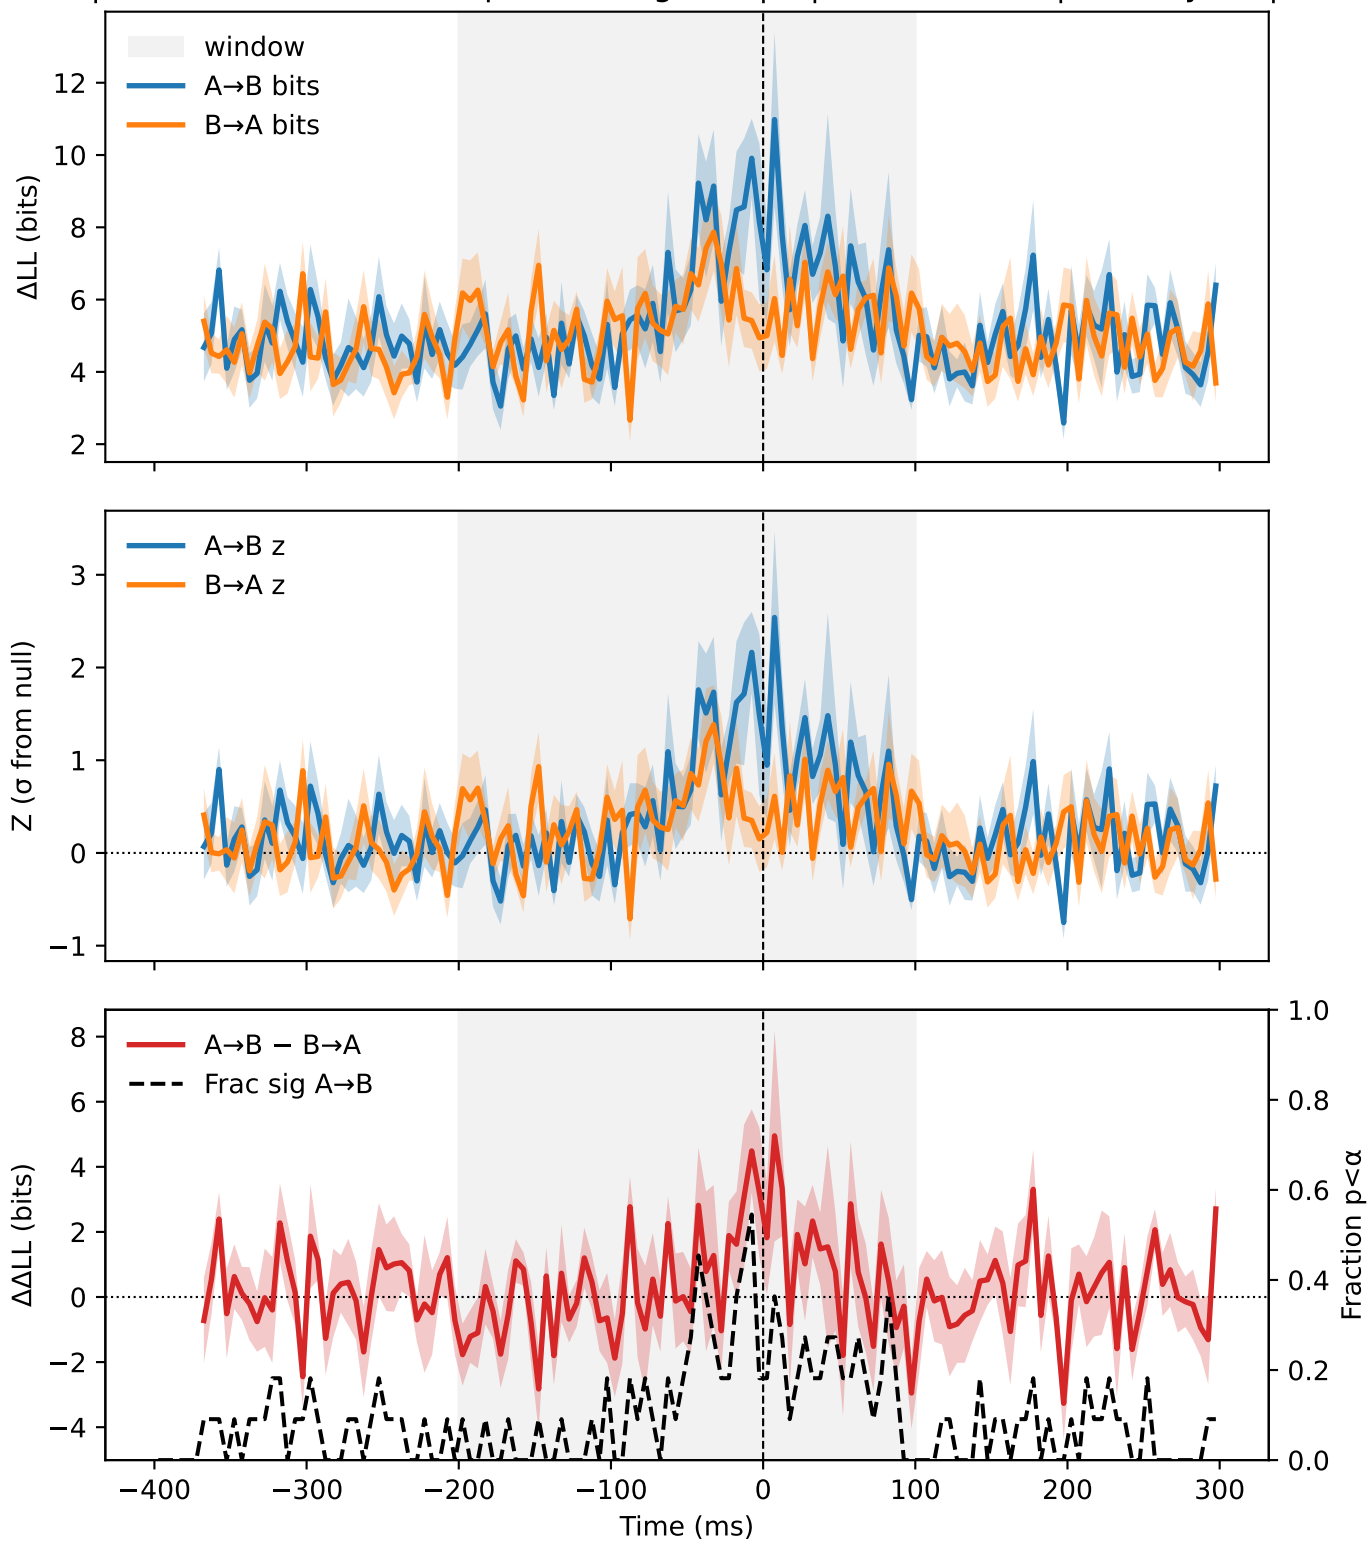 window
A→B bits
B→A bits
12
10
8
6
4
2
ΔLL (bits)
A→B z
B→A z
3
2
1
0
−1
Z (σ from null)
A→B − B→A
Frac sig A→B
8
6
4
2
0
−2
−4
ΔΔLL (bits)
1.0
0.8
0.6
0.4
0.2
0.0
Fraction p<α
−400 −300 −200 −100 0 100 200 300
Time (ms)